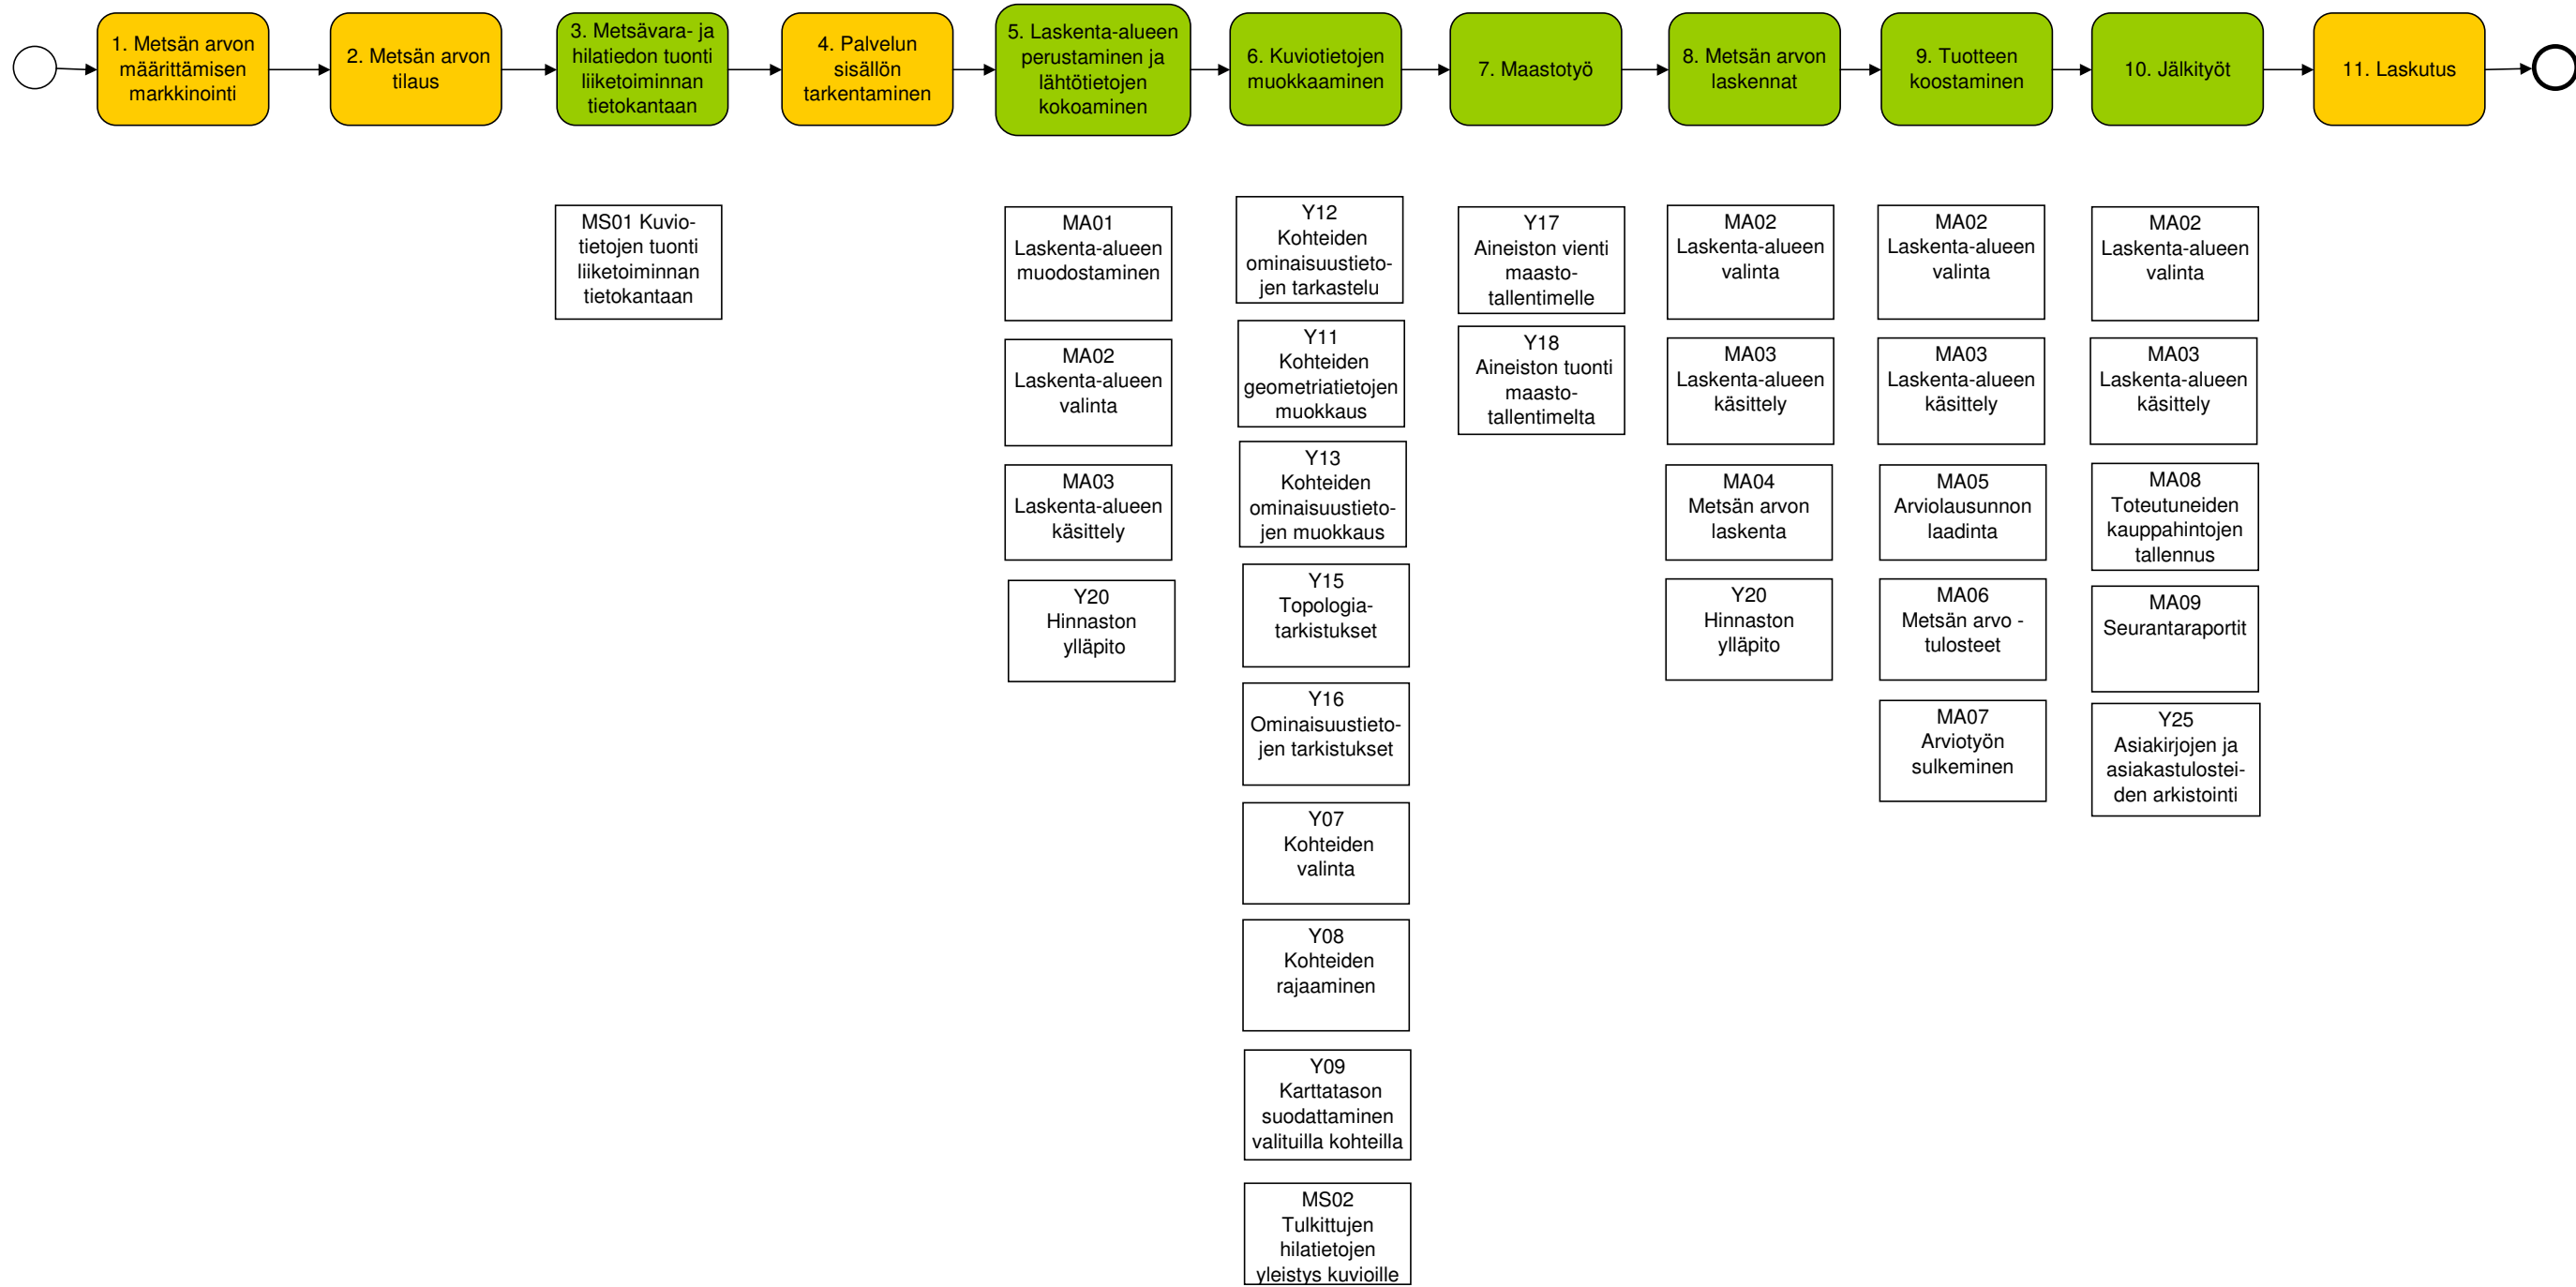 1. Metsän arvon
määrittämisen
markkinointi
2. Metsän arvon
tilaus
3. Metsävara- ja
hilatiedon tuonti
liiketoiminnan
tietokantaan
4. Palvelun
sisällön
tarkentaminen
5. Laskenta-alueen
perustaminen ja
lähtötietojen
kokoaminen
6. Kuviotietojen
muokkaaminen
7. Maastotyö
8. Metsän arvon
laskennat
9. Tuotteen
koostaminen
10. Jälkityöt
11. Laskutus
MS01 Kuvio-
tietojen tuonti
liiketoiminnan
tietokantaan
MA01
Laskenta-alueen
muodostaminen
MA02
Laskenta-alueen
valinta
MA03
Laskenta-alueen
käsittely
Y20
Hinnaston
ylläpito
Y12
Kohteiden
ominaisuustieto-
jen tarkastelu
Y11
Kohteiden
geometriatietojen
muokkaus
Y13
Kohteiden
ominaisuustieto-
jen muokkaus
Y15
Topologia-
tarkistukset
Y16
Ominaisuustieto-
jen tarkistukset
Y07
Kohteiden
valinta
Y08
Kohteiden
rajaaminen
Y09
Karttatason
suodattaminen
valituilla kohteilla
MS02
Tulkittujen
hilatietojen
yleistys kuvioille
Y17
Aineiston vienti
maasto-
tallentimelle
Y18
Aineiston tuonti
maasto-
tallentimelta
MA02
Laskenta-alueen
valinta
MA03
Laskenta-alueen
käsittely
MA04
Metsän arvon
laskenta
Y20
Hinnaston
ylläpito
MA02
Laskenta-alueen
valinta
MA03
Laskenta-alueen
käsittely
MA05
Arviolausunnon
laadinta
MA06
Metsän arvo -
tulosteet
MA07
Arviotyön
sulkeminen
MA02
Laskenta-alueen
valinta
MA03
Laskenta-alueen
käsittely
MA08
Toteutuneiden
kauppahintojen
tallennus
MA09
Seurantaraportit
Y25
Asiakirjojen ja
asiakastulostei-
den arkistointi